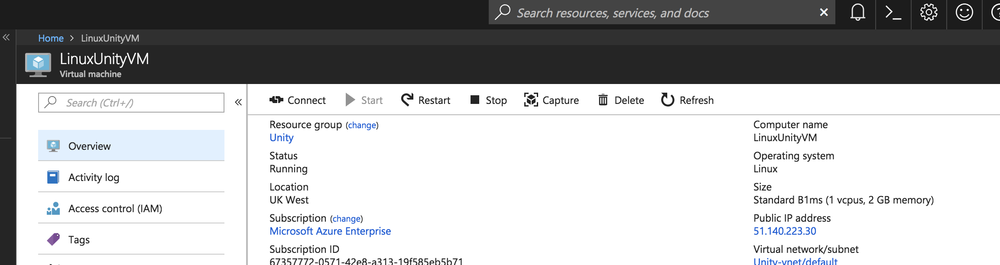 Search resources, services, and docs
Home > LinuxUnityVM
LinuxUnityVM
Virtual machine
Search (Ctrl+/)
Overview
Activity log
Access control (IAM)
Tags
Connect Start Restart Stop Capture Delete Refresh
Resource group (change)
Unity
Status
Running
Location
UK West
Subscription (change)
Microsoft Azure Enterprise
Subscription ID
67357772-0571-42e8-a313-19f585eb5b71
Computer name
LinuxUnityVM
Operating system
Linux
Size
Standard B1ms (1 vcpus, 2 GB memory)
Public IP address
51.140.223.30
Virtual network/subnet
Unity-vnet/default